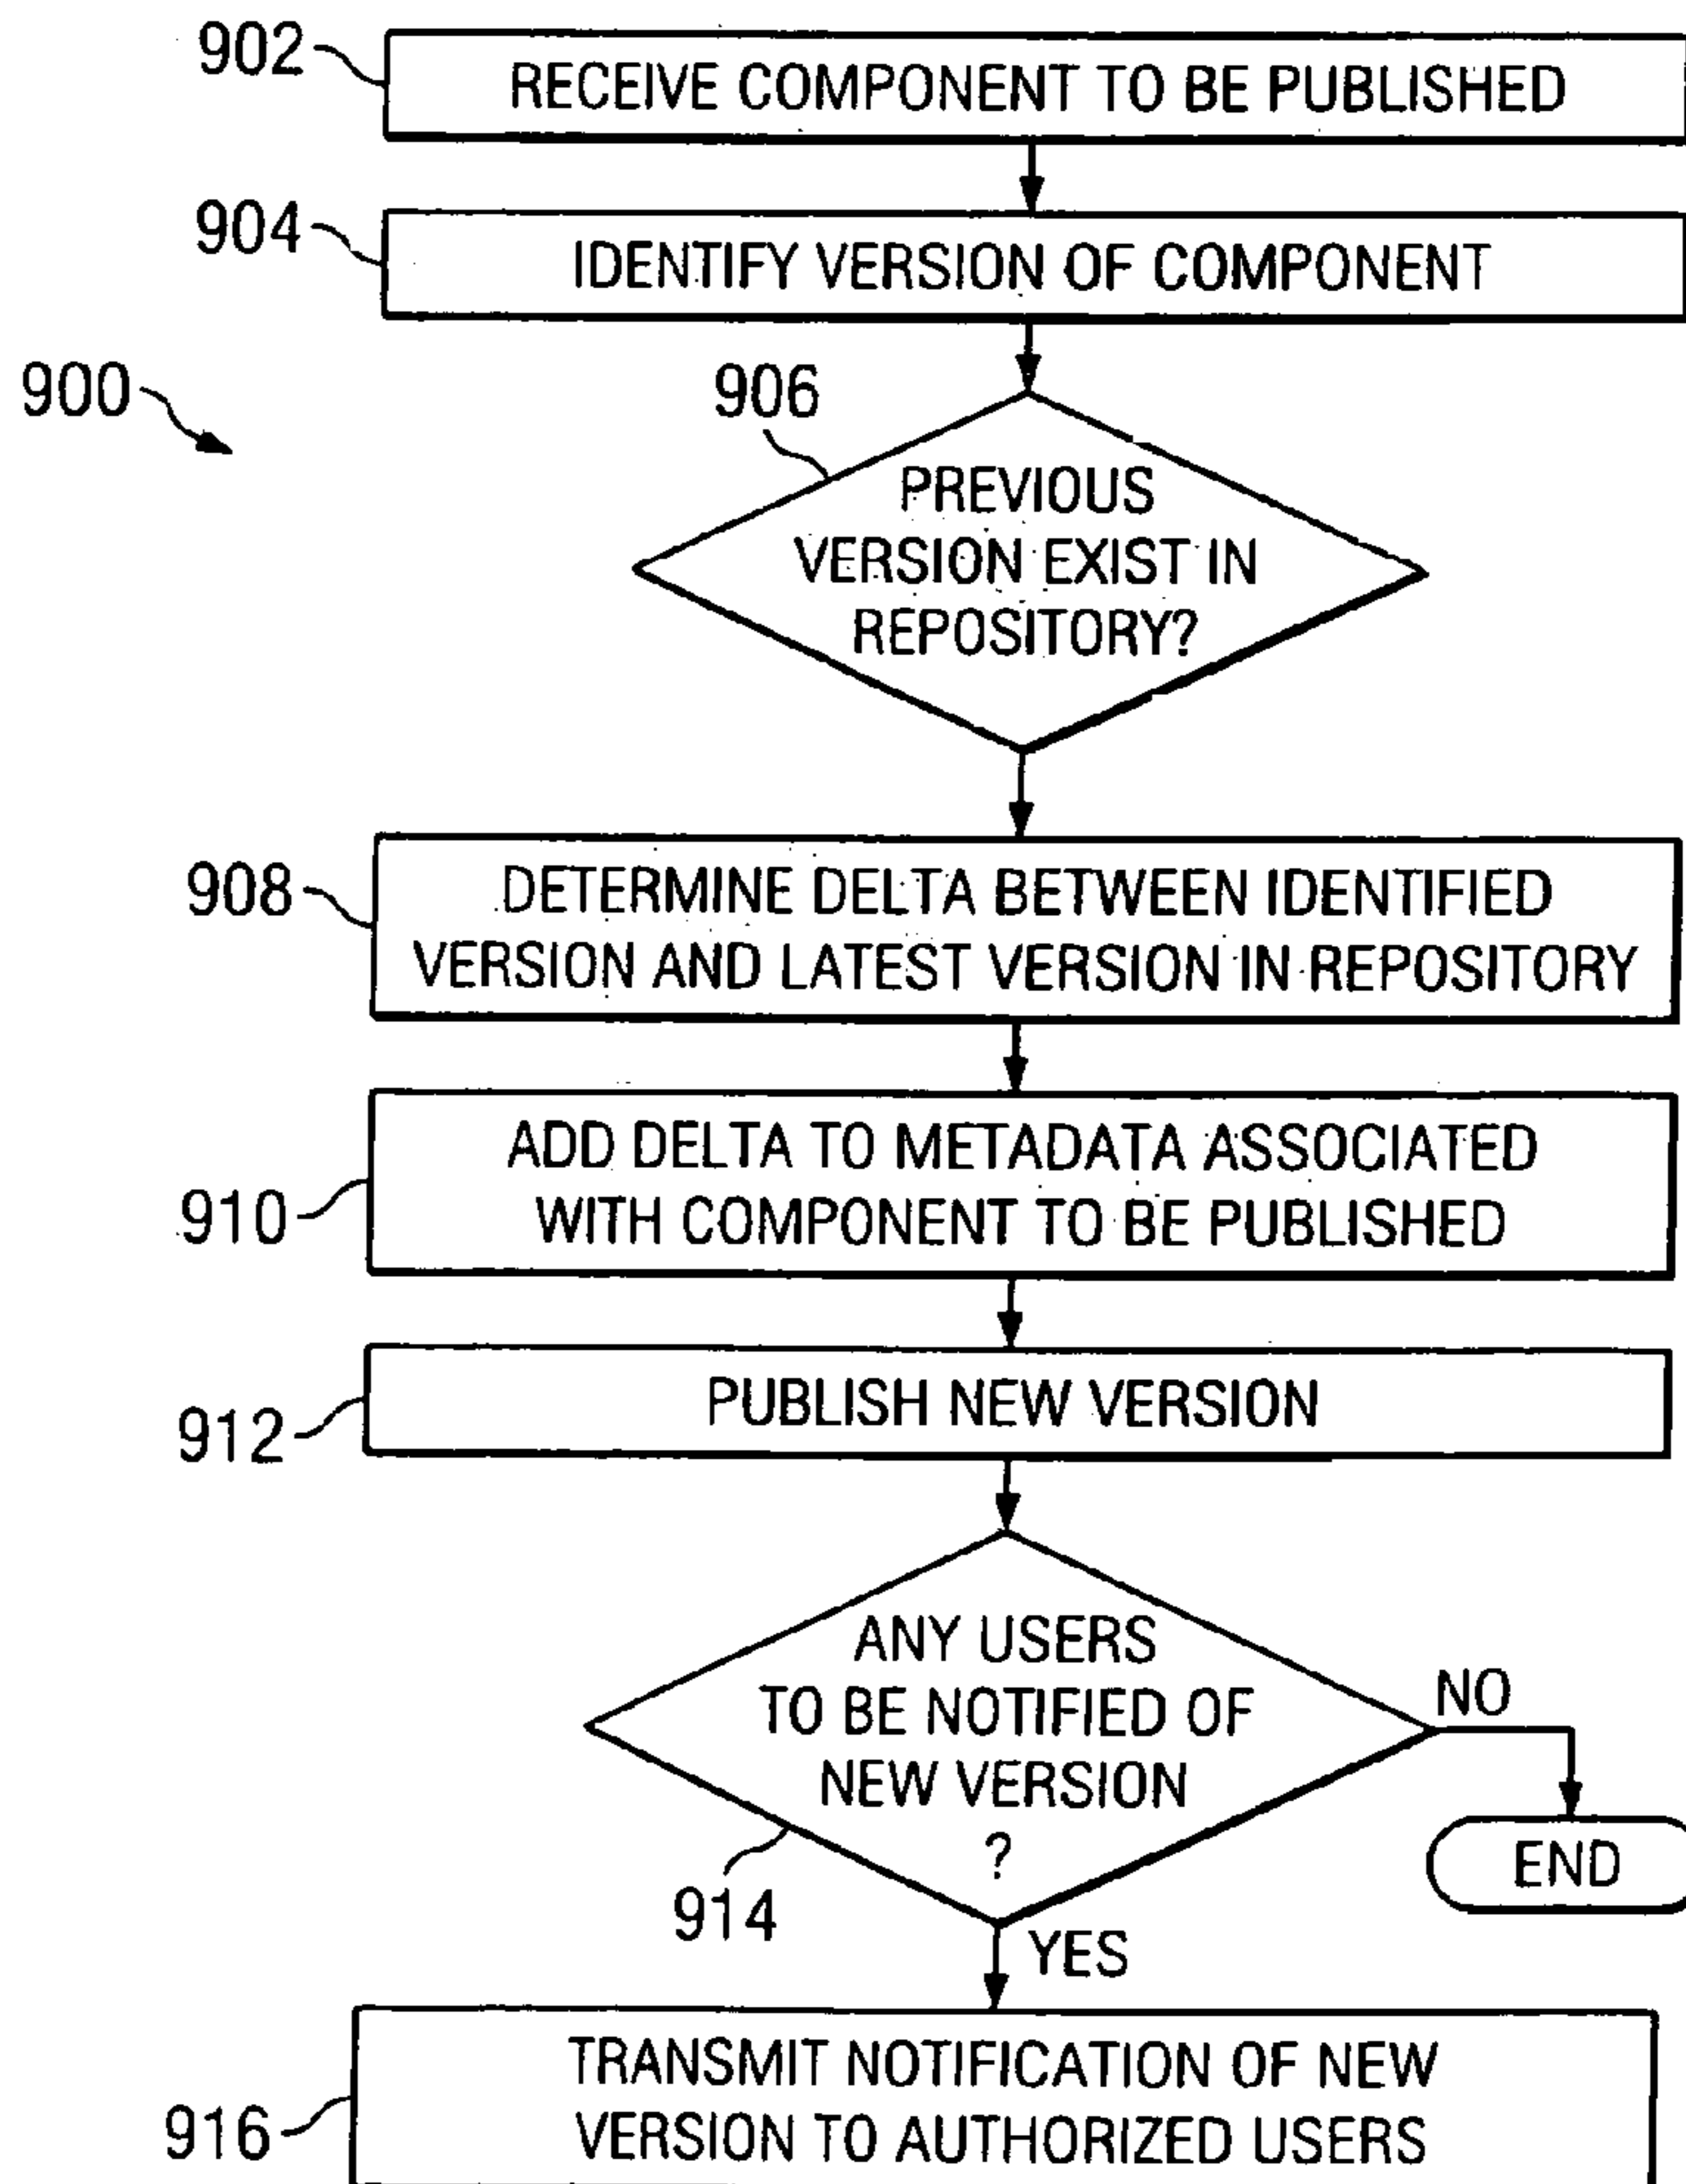 902
RECEIVE COMPONENT TO BE PUBLISHED
904
IDENTIFY VERSION OF COMPONENT
900
906
PREVIOUS
VERSION EXIST IN
REPOSITORY?
908
DETERMINE DELTA BETWEEN IDENTIFIED
VERSION AND LATEST VERSION IN REPOSITORY
910
ADD DELTA TO METADATA ASSOCIATED
WITH COMPONENT TO BE PUBLISHED
912
PUBLISH NEW VERSION
ANY USERS
TO BE NOTIFIED OF
NEW VERSION
?
NO
END
914
YES
916
TRANSMIT NOTIFICATION OF NEW
VERSION TO AUTHORIZED USERS